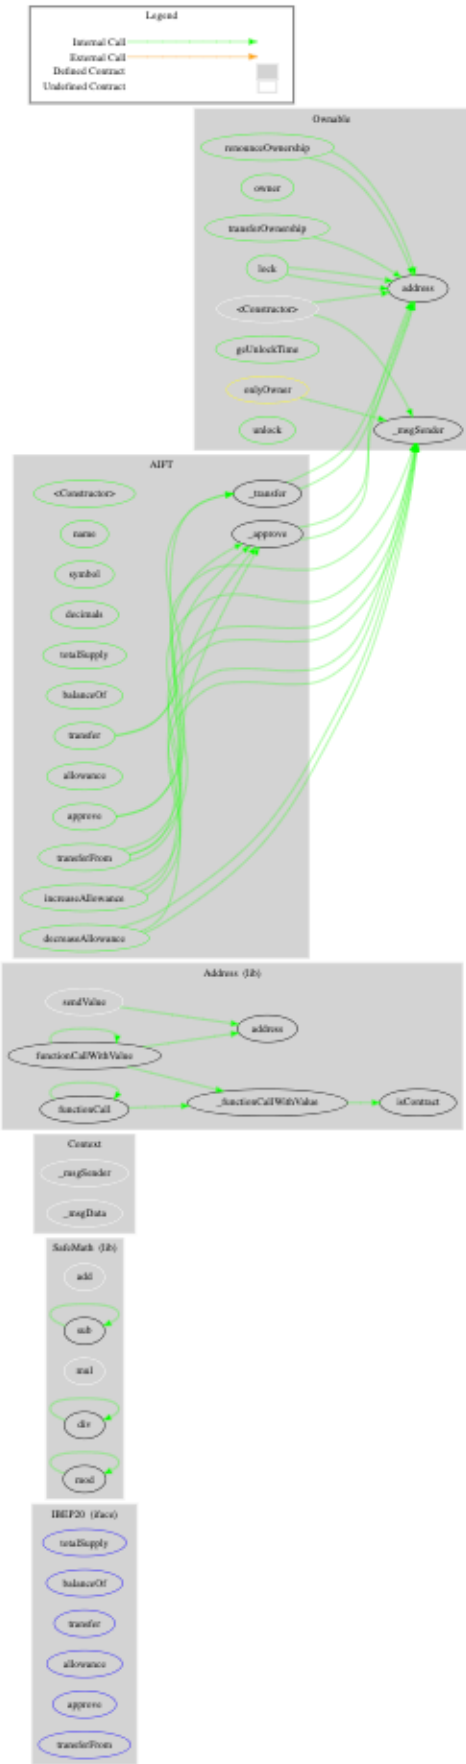 Legend
Internal Call
External Call
Defined Contract
Undefined Contract
Ownable
renounceOwnership
owner
transferOwnership
lock
address
<Constructor>
geUnlockTime
onlyOwner
_msgSender
unlock
AIFT
<Constructor>
_transfer
name
_approve
symbol
decimals
totalSupply
balanceOf
transfer
allowance
approve
transferFrom
increaseAllowance
decreaseAllowance
Address (lib)
sendValue
address
functionCallWithValue
functionCall
_functionCallWithValue
isContract
Context
_msgSender
_msgData
SafeMath (lib)
add
sub
mul
div
mod
IBEP20 (iface)
totalSupply
balanceOf
transfer
allowance
approve
transferFrom